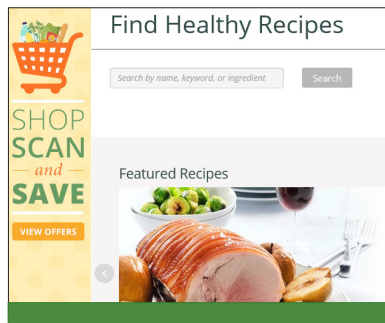 Find Healthy Recipes
Search by name, keyword, or ingredient
Search
SHOP
SCAN
and
SAVE
VIEW OFFERS
Featured Recipes